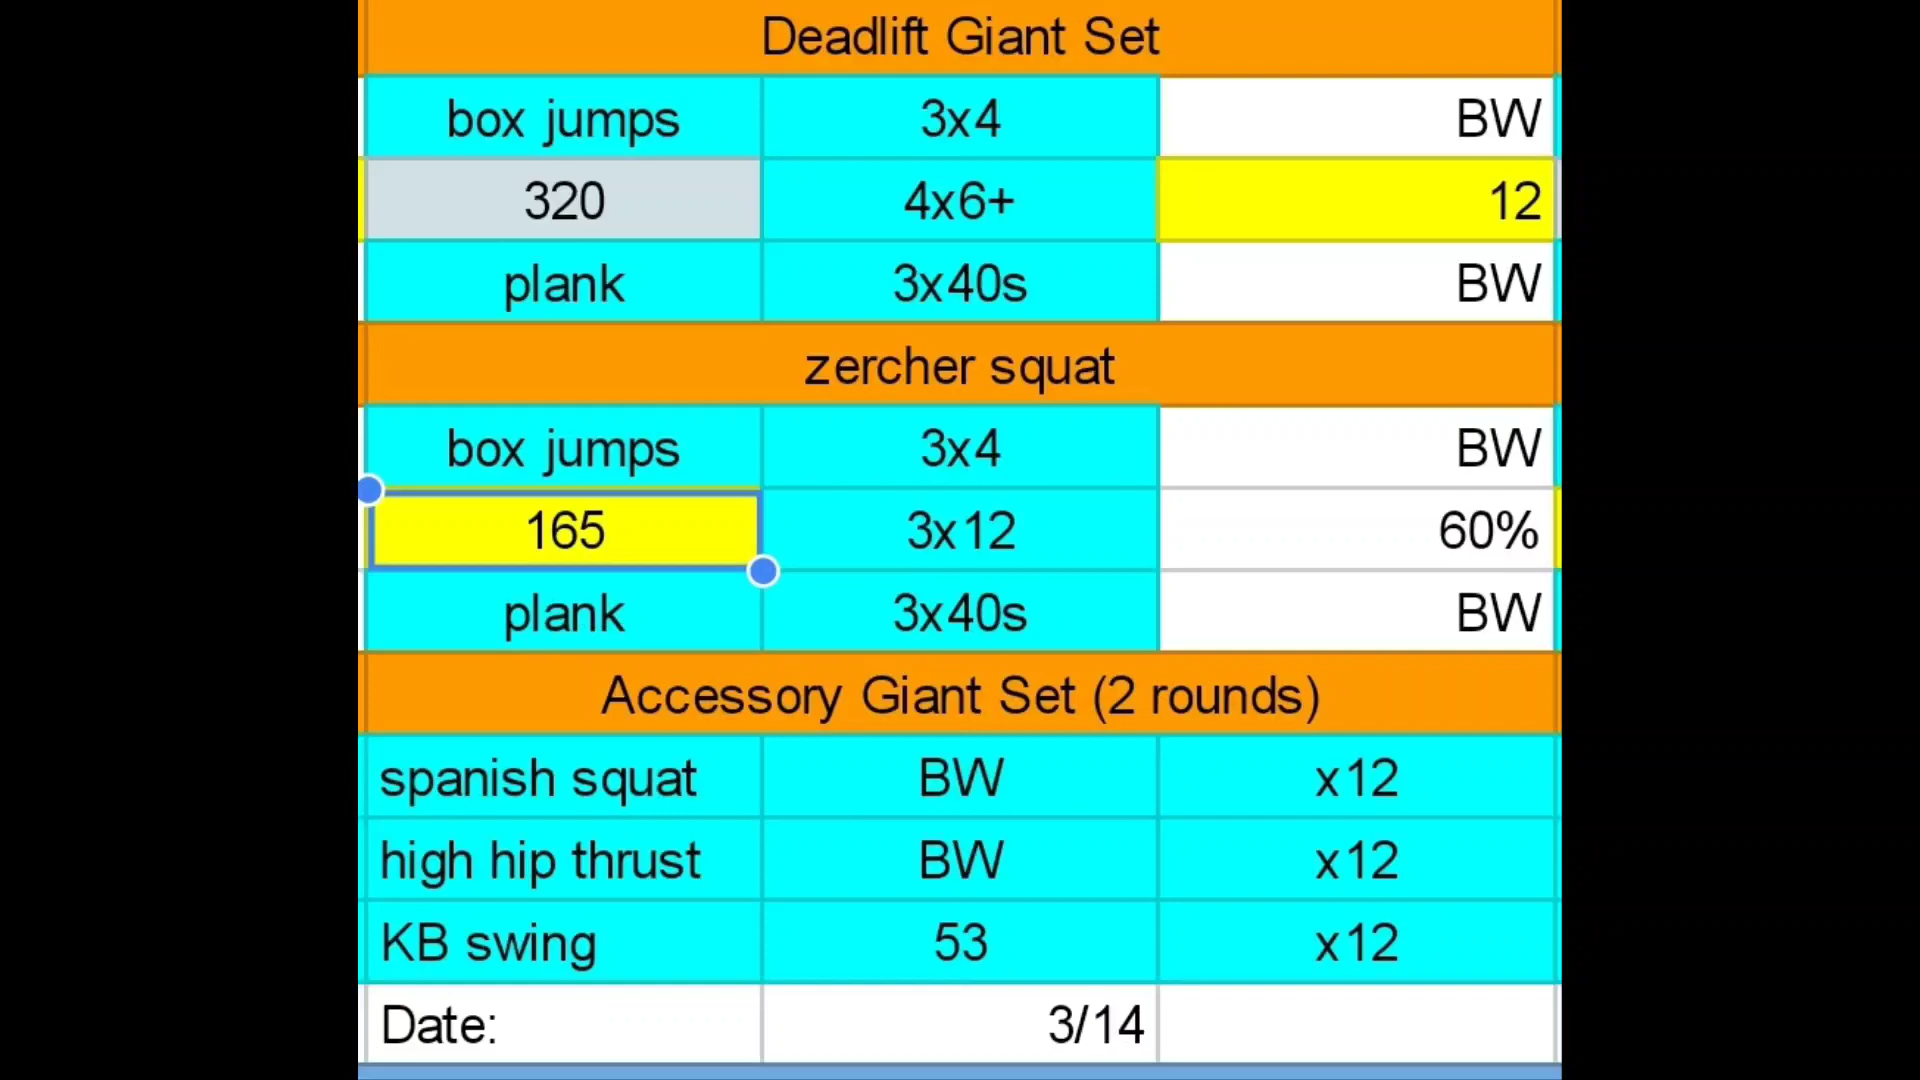 Deadlift Giant Set
box jumps 3x4 BW
320 4x6+ 12
plank 3x40s BW
zercher squat
box jumps 3x4 BW
165 3x12 60%
plank 3x40s BW
Accessory Giant Set (2 rounds)
spanish squat BW x12
high hip thrust BW x12
KB swing 53 x12
Date: 3/14